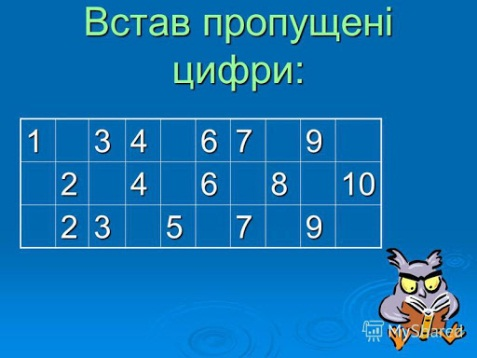 Встав пропущені
цифри:
1 3 4 6 7 9
2 4 6 8 10
2 3 5 7 9
MyShared